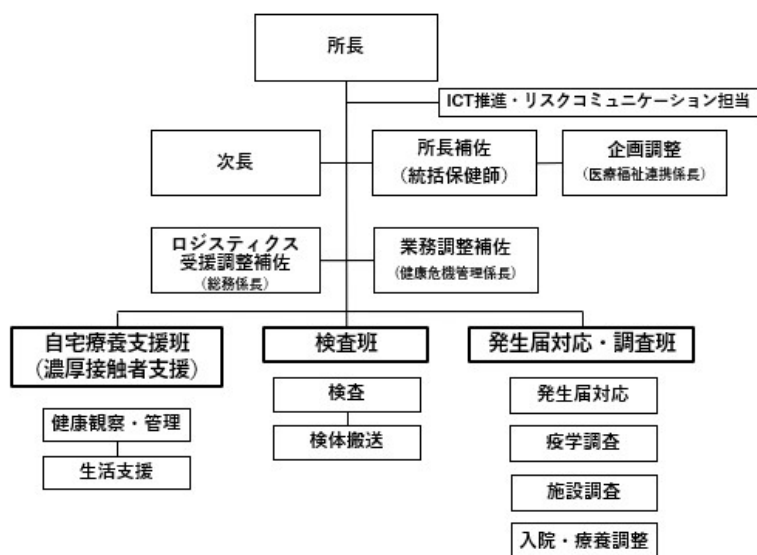 所長
ICT推進・リスクコミュニケーション担当
次長
所長補佐
(統括保健師)
企画調整
(医療福祉連携係長)
ロジスティクス
受援調整補佐
(総務係長)
業務調整補佐
(健康危機管理係長)
自宅療養支援班
(濃厚接触者支援)
検査班
発生届対応・調査班
健康観察・管理
生活支援
検査
検体搬送
発生届対応
疫学調査
施設調査
入院・療養調整